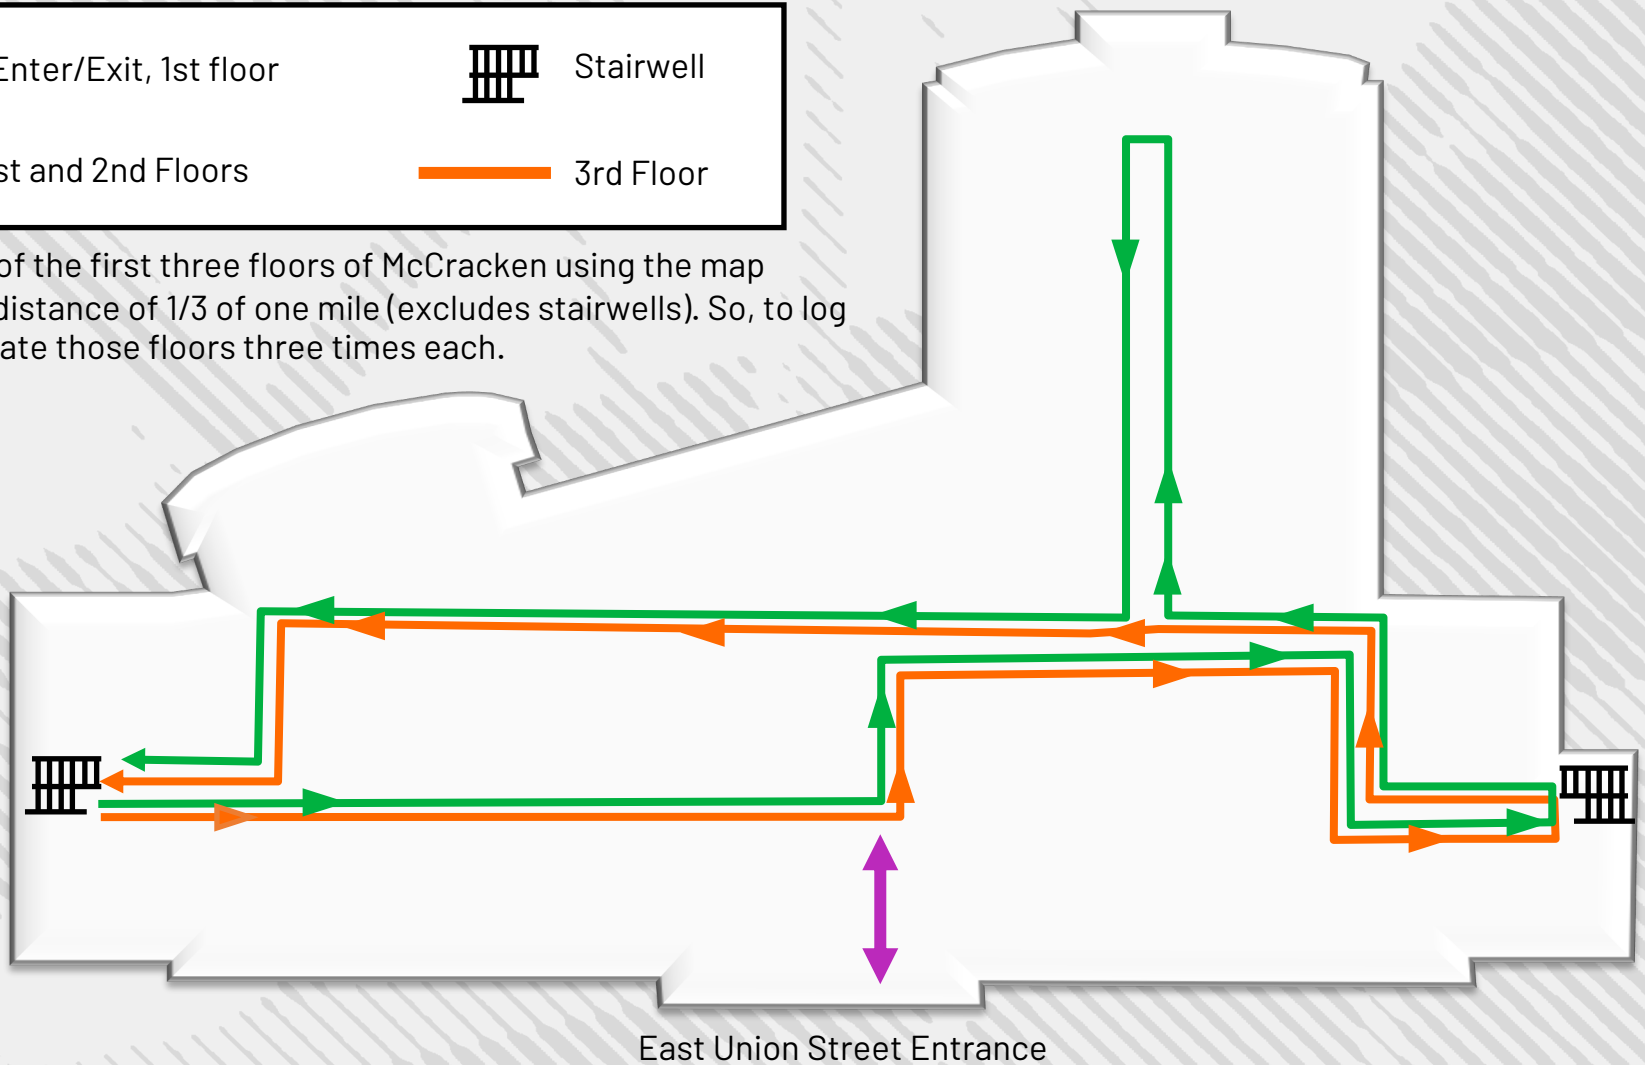 Enter/Exit, 1st floor
Stairwell
st and 2nd Floors
3rd Floor
of the first three floors of McCracken using the map
distance of 1/3 of one mile (excludes stairwells). So, to log
ate those floors three times each.
East Union Street Entrance